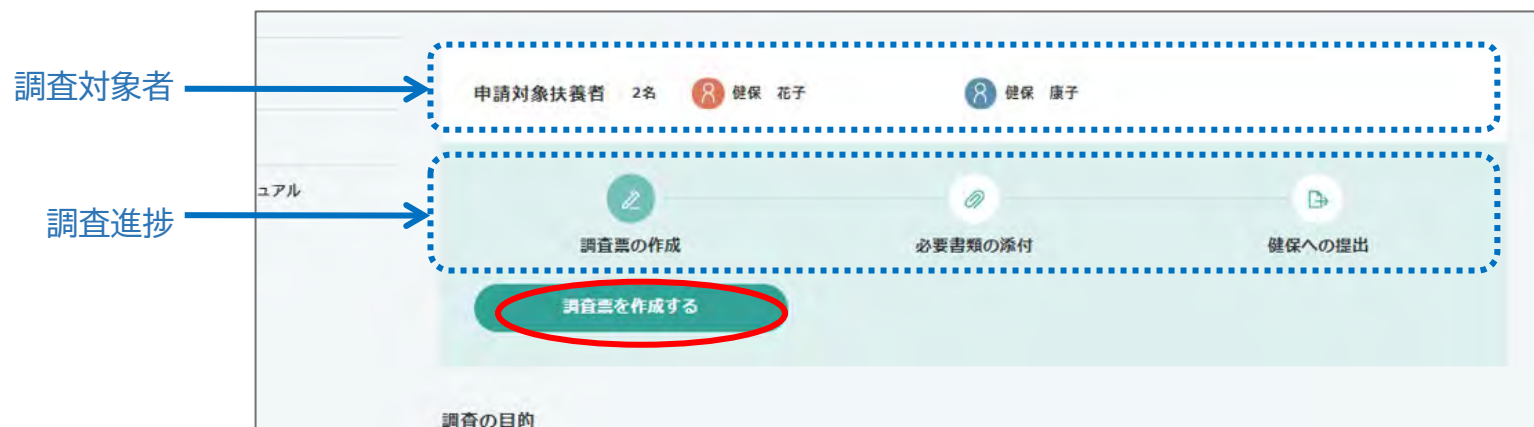 調査対象者
申請対象扶養者 2名 健保 花子 健保 康子
ュアル
調査進捗
調査票の作成 必要書類の添付 健保への提出
調査票を作成する
調査の目的